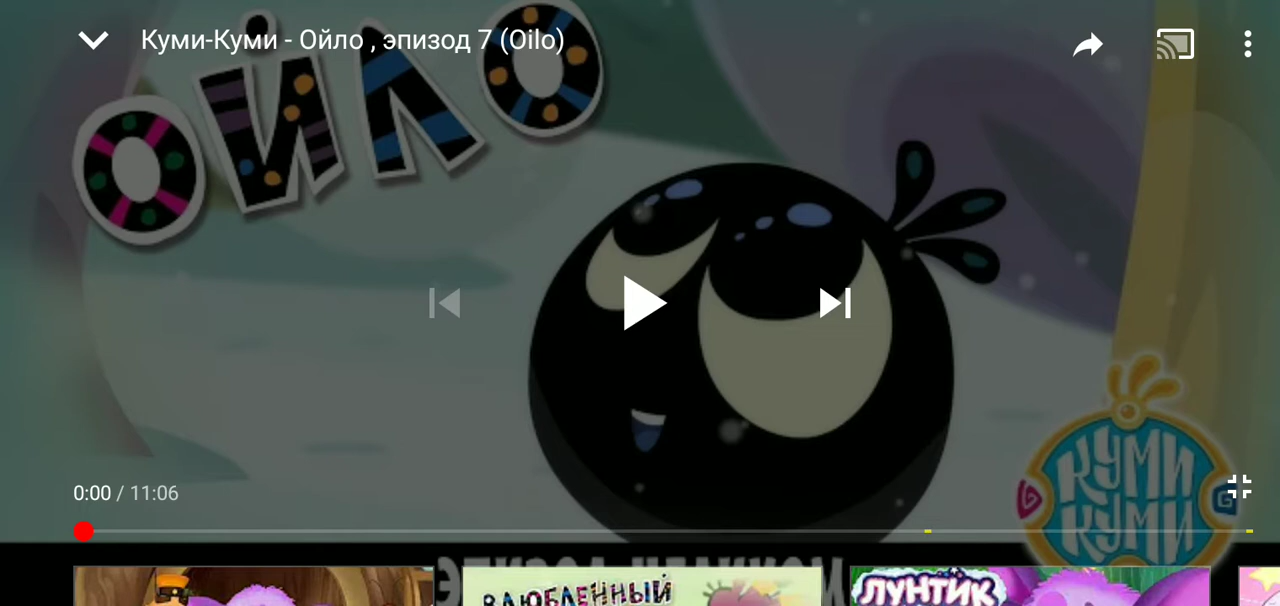 Куми-Куми - Ойло , эпизод 7 (Oilo)
ОЙЛО
КУМИ
КУМИ
0:00 / 11:06
ВЛЮБЛЕННЫЙ
ЛУНТИК